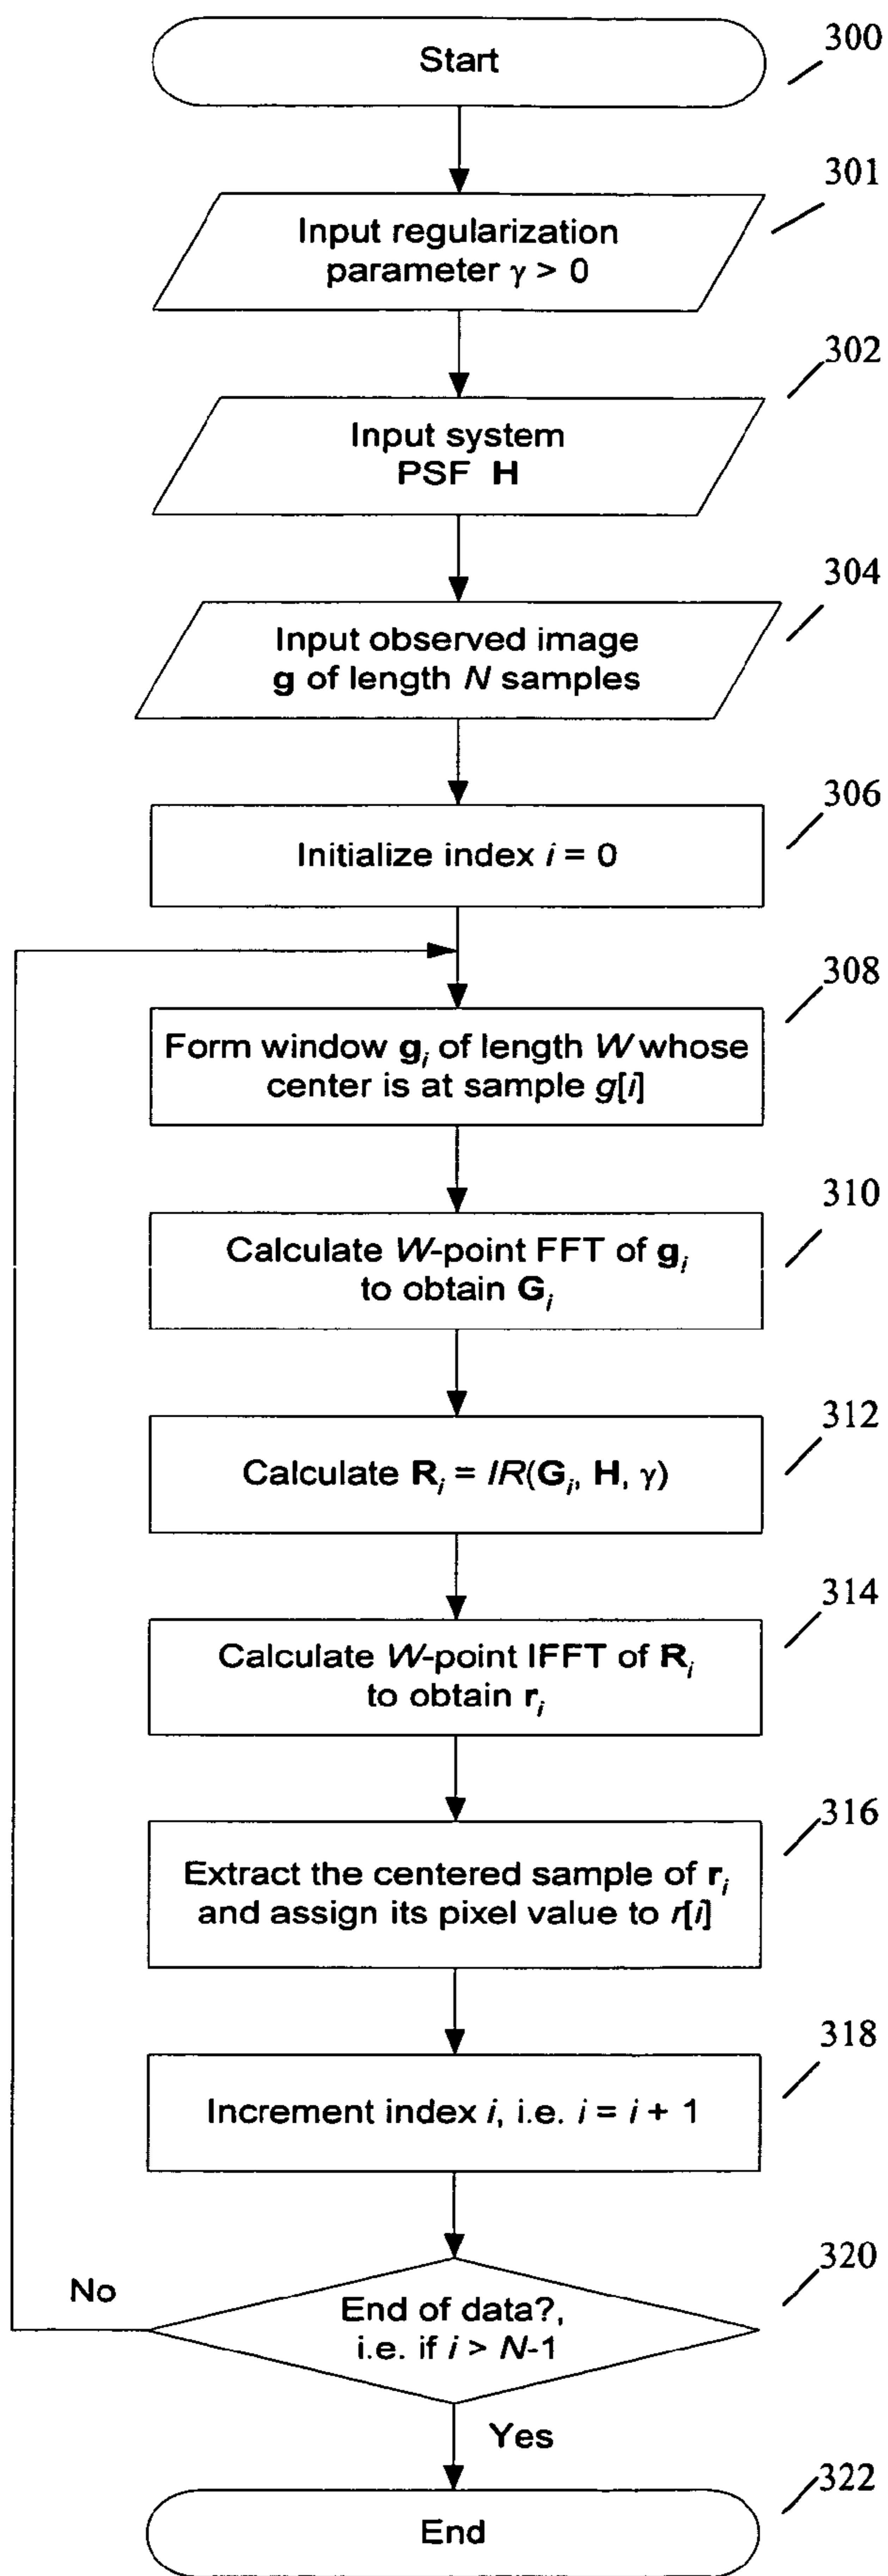 Start
300
Input regularization
parameter γ > 0
301
Input system
PSF H
302
Input observed image
g of length N samples
304
Initialize index i = 0
306
Form window gi of length W whose
center is at sample g[i]
308
Calculate W-point FFT of gi
to obtain Gi
310
Calculate Ri = IR(Gi, H, γ)
312
Calculate W-point IFFT of Ri
to obtain ri
314
Extract the centered sample of ri
and assign its pixel value to r[i]
316
Increment index i, i.e. i = i + 1
318
End of data?,
i.e. if i > N-1
320
No
Yes
End
322